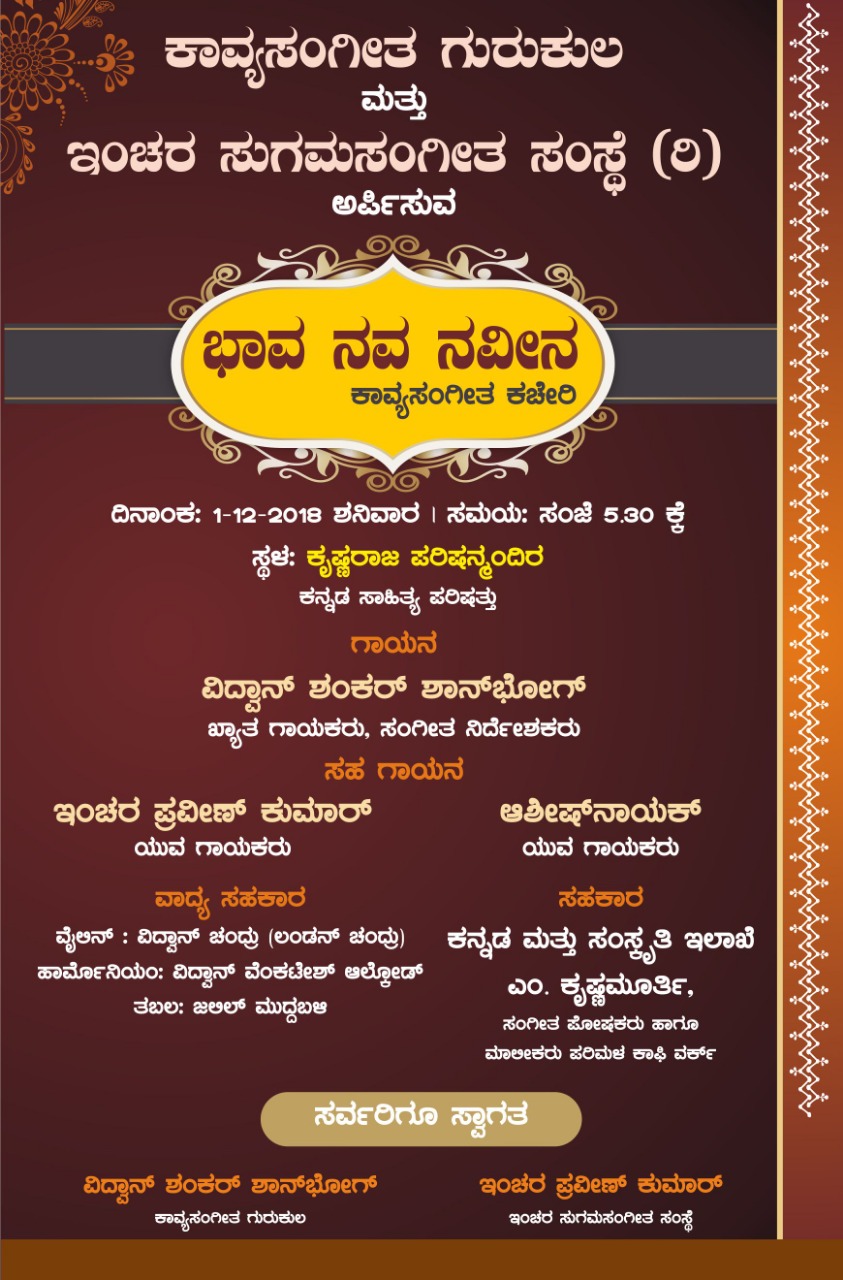 ಕಾವ್ಯಸಂಗೀತ ಗುರುಕುಲ
ಮತ್ತು
ಇಂಚರ ಸುಗಮಸಂಗೀತ ಸಂಸ್ಥೆ (ರಿ)
ಅರ್ಪಿಸುವ
ಭಾವ ನವ ನವೀನ
ಕಾವ್ಯಸಂಗೀತ ಕಚೇರಿ
ದಿನಾಂಕ: 1-12-2018 ಶನಿವಾರ | ಸಮಯ: ಸಂಜೆ 5.30 ಕ್ಕೆ
ಸ್ಥಳ: ಕೃಷ್ಣರಾಜ ಪರಿಷನ್ಮಂದಿರ
ಕನ್ನಡ ಸಾಹಿತ್ಯ ಪರಿಷತ್ತು
ಗಾಯನ
ವಿದ್ವಾನ್ ಶಂಕರ್ ಶಾನ್‌ಭೋಗ್
ಖ್ಯಾತ ಗಾಯಕರು, ಸಂಗೀತ ನಿರ್ದೇಶಕರು
ಸಹ ಗಾಯನ
ಇಂಚರ ಪ್ರವೀಣ್ ಕುಮಾರ್
ಯುವ ಗಾಯಕರು
ಆಶೀಷ್‌ನಾಯಕ್
ಯುವ ಗಾಯಕರು
ವಾದ್ಯ ಸಹಕಾರ
ವೈಲಿನ್ : ವಿದ್ವಾನ್ ಚಂದ್ರು (ಲಂಡನ್ ಚಂದ್ರು)
ಹಾರ್ಮೊನಿಯಂ: ವಿದ್ವಾನ್ ವೆಂಕಟೇಶ್ ಆಲ್ಕೋಡ್
ತಬಲ: ಜಲೀಲ್ ಮುದ್ದಬಳಿ
ಸಹಕಾರ
ಕನ್ನಡ ಮತ್ತು ಸಂಸ್ಕೃತಿ ಇಲಾಖೆ
ಎಂ. ಕೃಷ್ಣಮೂರ್ತಿ,
ಸಂಗೀತ ಪೋಷಕರು ಹಾಗೂ
ಮಾಲೀಕರು ಪರಿಮಳ ಕಾಫಿ ವರ್ಕ್
ಸರ್ವರಿಗೂ ಸ್ವಾಗತ
ವಿದ್ವಾನ್ ಶಂಕರ್ ಶಾನ್‌ಭೋಗ್
ಕಾವ್ಯಸಂಗೀತ ಗುರುಕುಲ
ಇಂಚರ ಪ್ರವೀಣ್ ಕುಮಾರ್
ಇಂಚರ ಸುಗಮಸಂಗೀತ ಸಂಸ್ಥೆ